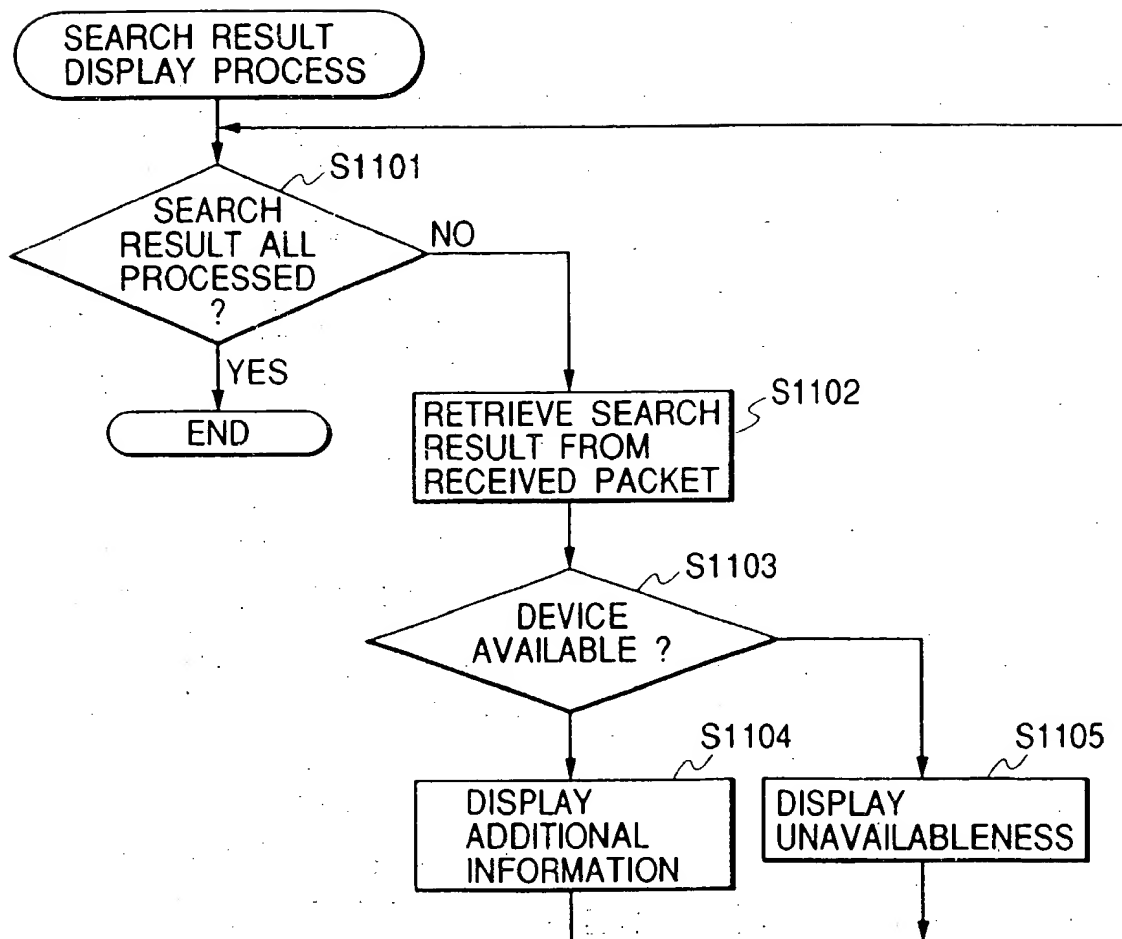 SEARCH RESULT
DISPLAY PROCESS
S1101
SEARCH
RESULT ALL
PROCESSED
?
NO
YES
END
S1102
RETRIEVE SEARCH
RESULT FROM
RECEIVED PACKET
S1103
DEVICE
AVAILABLE ?
S1104
DISPLAY
ADDITIONAL
INFORMATION
S1105
DISPLAY
UNAVAILABLENESS